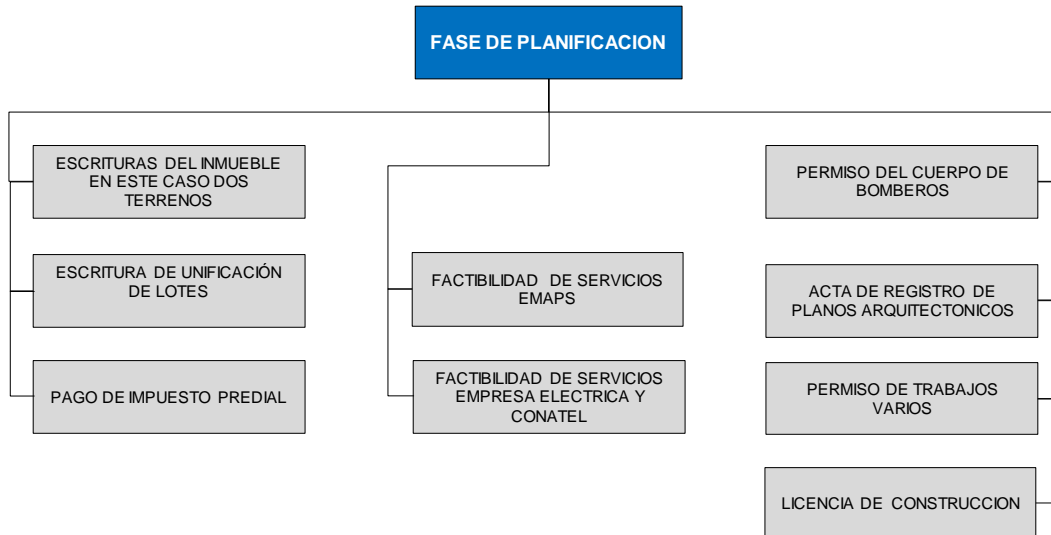 FASE DE PLANIFICACION
ESCRITURAS DEL INMUEBLE
EN ESTE CASO DOS
TERRENOS
ESCRITURA DE UNIFICACIÓN
DE LOTES
PAGO DE IMPUESTO PREDIAL
FACTIBILIDAD DE SERVICIOS
EMAPS
FACTIBILIDAD DE SERVICIOS
EMPRESA ELECTRICA Y
CONATEL
PERMISO DEL CUERPO DE
BOMBEROS
ACTA DE REGISTRO DE
PLANOS ARQUITECTONICOS
PERMISO DE TRABAJOS
VARIOS
LICENCIA DE CONSTRUCCION